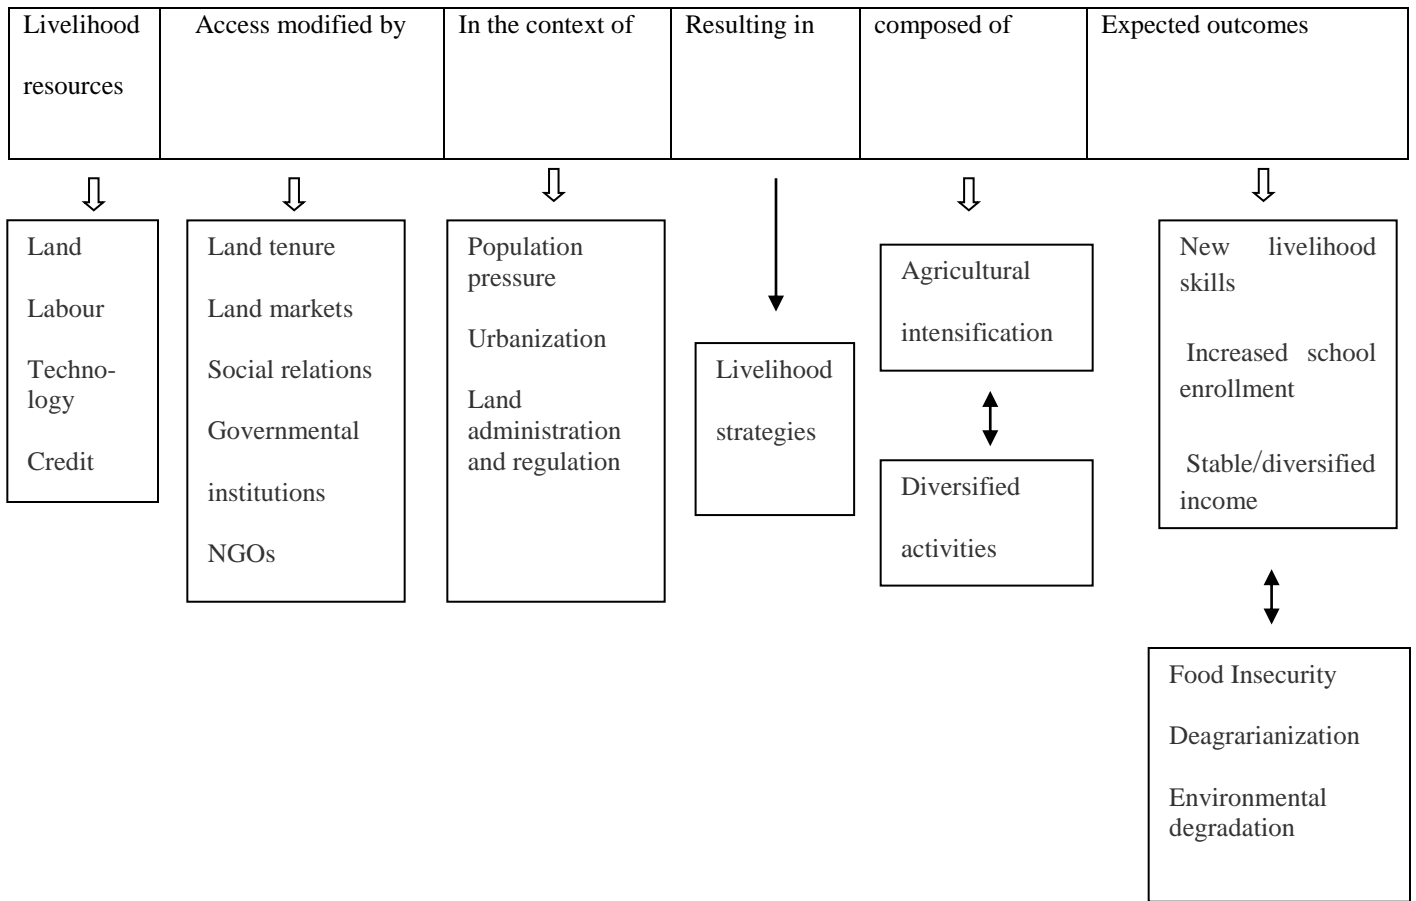 Livelihood
resources
Access modified by
In the context of
Resulting in
composed of
Expected outcomes
Land
Labour
Techno-
logy
Credit
Land tenure
Land markets
Social relations
Governmental
institutions
NGOs
Population
pressure
Urbanization
Land
administration
and regulation
Livelihood
strategies
Agricultural
intensification
Diversified
activities
New livelihood
skills
Increased school
enrollment
Stable/diversified
income
Food Insecurity
Deagrarianization
Environmental
degradation